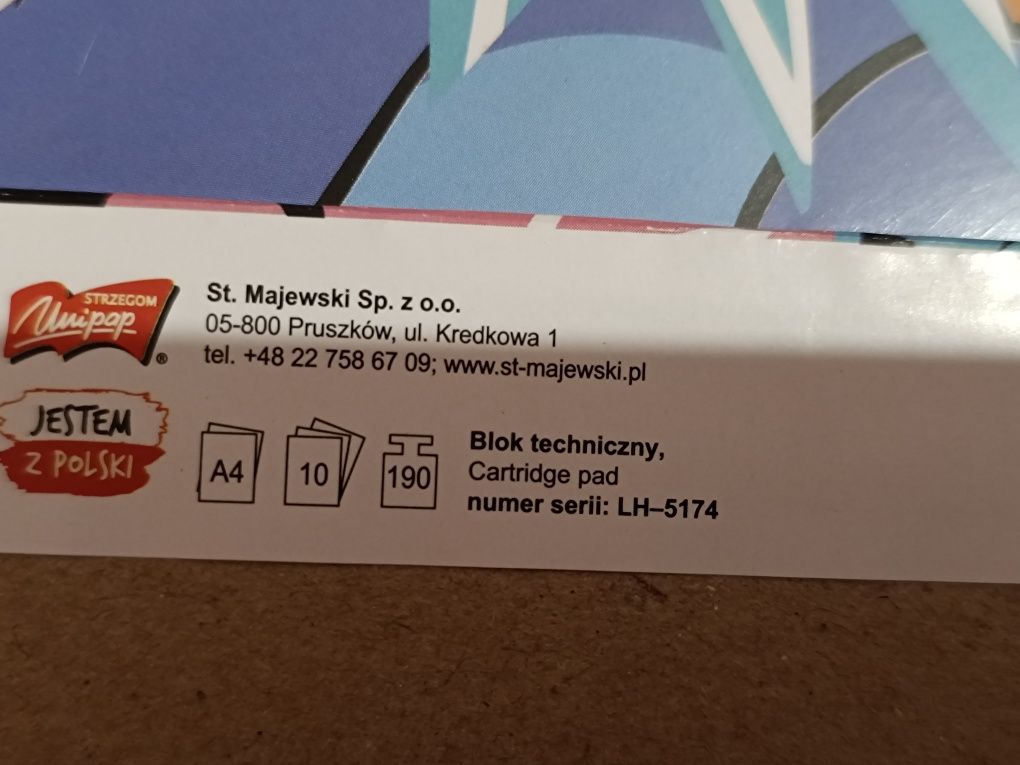 STRZEGOM
Unipap
®
St. Majewski Sp. z o.o.
05-800 Pruszków, ul. Kredkowa 1
tel. +48 22 758 67 09; www.st-majewski.pl
JESTEM
Z POLSKI
A4
10
190
Blok techniczny,
Cartridge pad
numer serii: LH–5174